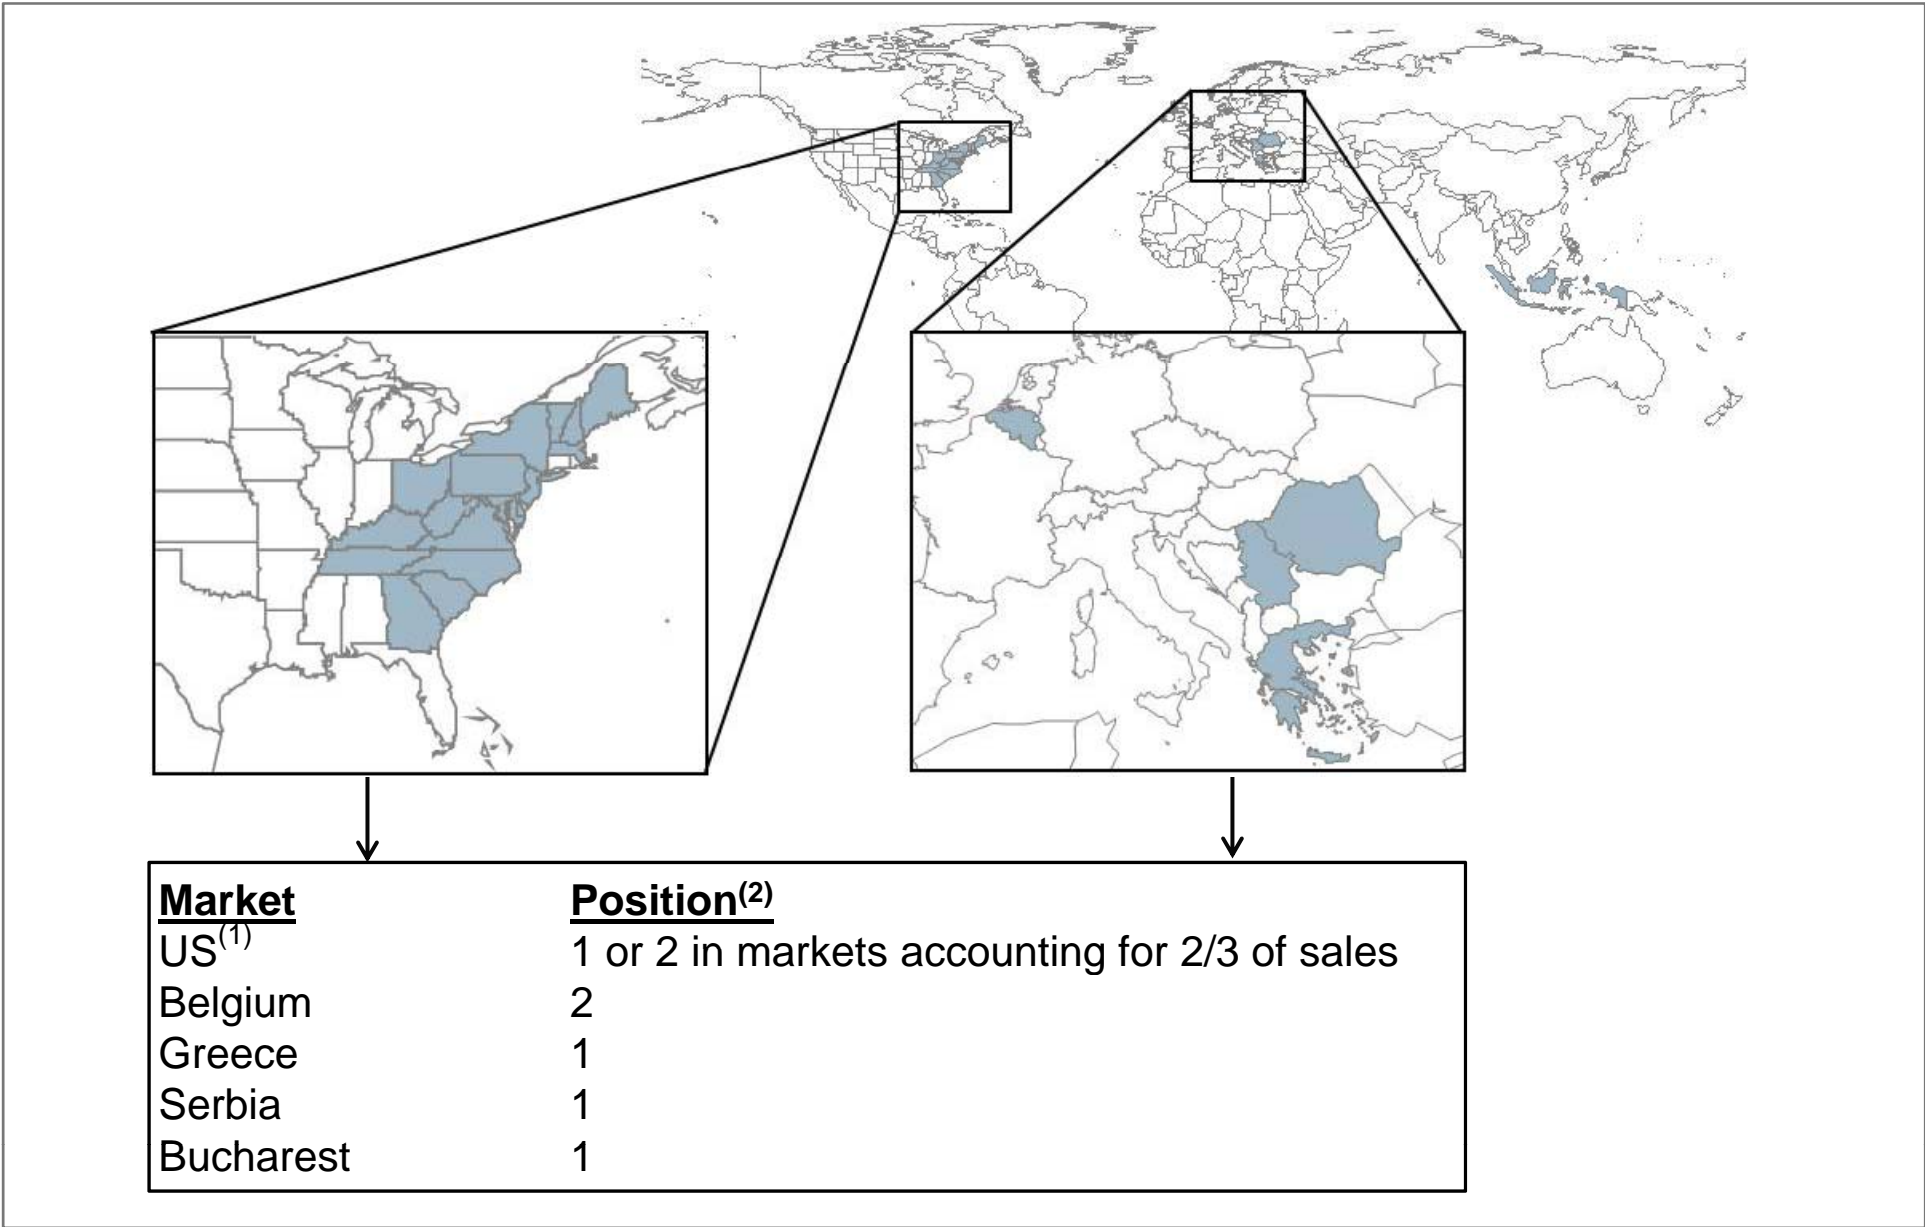 Market Position(2)
US(1) 1 or 2 in markets accounting for 2/3 of sales
Belgium 2
Greece 1
Serbia 1
Bucharest 1